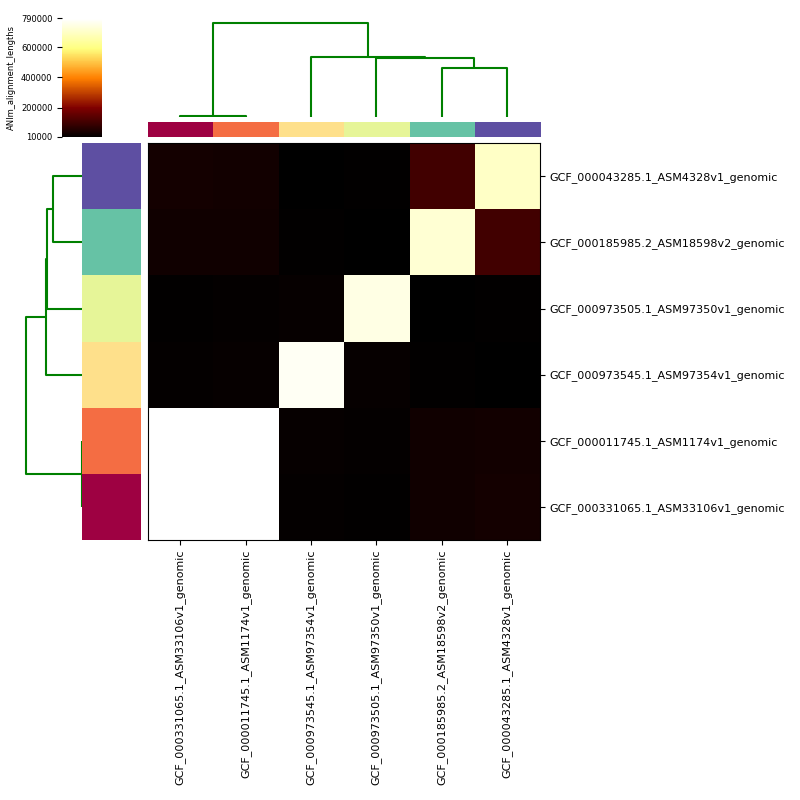 790000
600000
400000
200000
10000
ANIm_alignment_lengths
GCF_000043285.1_ASM4328v1_genomic
GCF_000185985.2_ASM18598v2_genomic
GCF_000973505.1_ASM97350v1_genomic
GCF_000973545.1_ASM97354v1_genomic
GCF_000011745.1_ASM1174v1_genomic
GCF_000331065.1_ASM33106v1_genomic
GCF_000331065.1_ASM33106v1_genomic
GCF_000011745.1_ASM1174v1_genomic
GCF_000973545.1_ASM97354v1_genomic
GCF_000973505.1_ASM97350v1_genomic
GCF_000185985.2_ASM18598v2_genomic
GCF_000043285.1_ASM4328v1_genomic